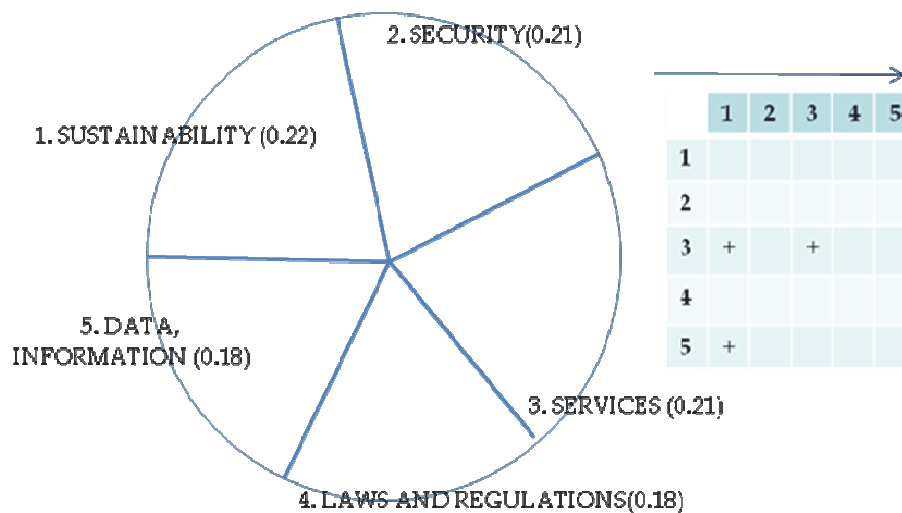 2. SECURITY(0.21)
1. SUSTAINABILITY (0.22)
5. DATA,
INFORMATION (0.18)
3. SERVICES (0.21)
4. LAWS AND REGULATIONS(0.18)
1 2 3 4 5
1
2
3 + +
4
5 +